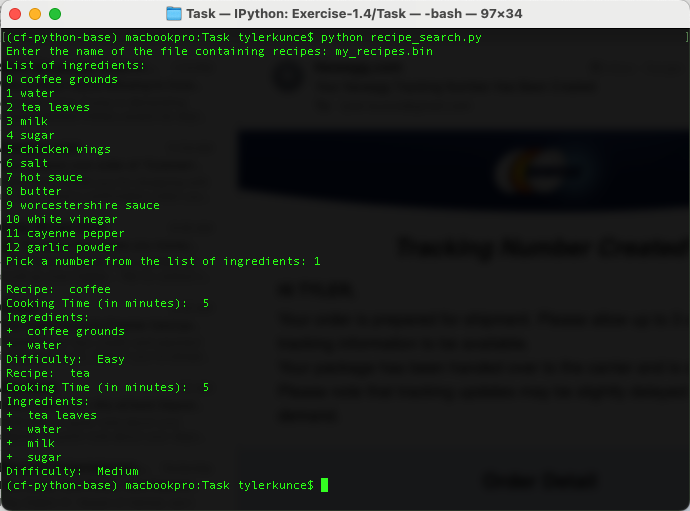 Task — IPython: Exercise-1.4/Task — -bash — 97×34
[(cf-python-base) macbookpro:Task tylerkunce$ python recipe_search.py ]
Enter the name of the file containing recipes: my_recipes.bin
List of ingredients:
0 coffee grounds
1 water
2 tea leaves
3 milk
4 sugar
5 chicken wings
6 salt
7 hot sauce
8 butter
9 worcestershire sauce
10 white vinegar
11 cayenne pepper
12 garlic powder
Pick a number from the list of ingredients: 1
Recipe:  coffee
Cooking Time (in minutes):  5
Ingredients:
+  coffee grounds
+  water
Difficulty:  Easy
Recipe:  tea
Cooking Time (in minutes):  5
Ingredients:
+  tea leaves
+  water
+  milk
+  sugar
Difficulty:  Medium
(cf-python-base) macbookpro:Task tylerkunce$
Tracking Number Created
Order Detail